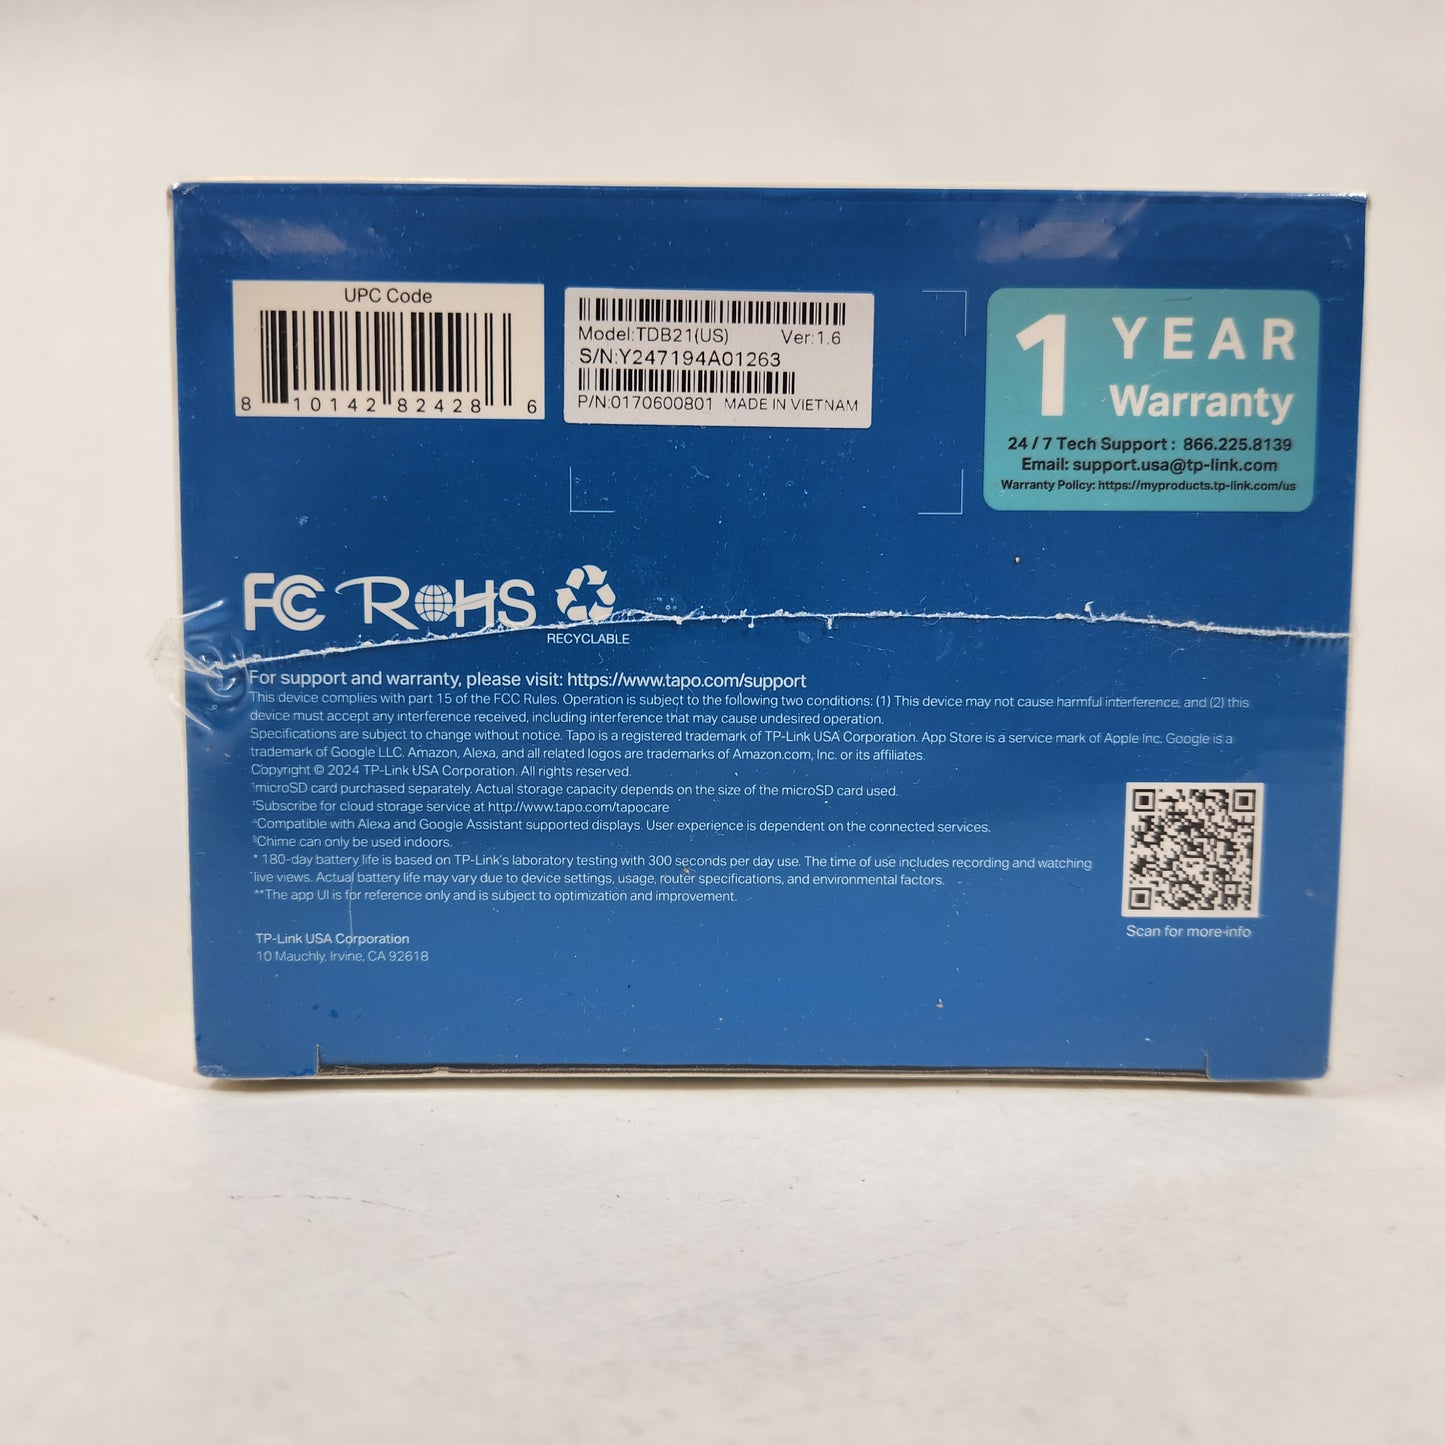 UPC Code
8 10142 82428 6
Model:TDB21(US) Ver:1.6
S/N:Y247194A01263
P/N:0170600801 MADE IN VIETNAM
1 YEAR
Warranty
24 / 7 Tech Support : 866.225.8139
Email: support.usa@tp-link.com
Warranty Policy: https://myproducts.tp-link.com/us
FC RoHS
RECYCLABLE
For support and warranty, please visit: https://www.tapo.com/support
This device complies with part 15 of the FCC Rules. Operation is subject to the following two conditions: (1) This device may not cause harmful interference, and (2) this
device must accept any interference received, including interference that may cause undesired operation.
Specifications are subject to change without notice. Tapo is a registered trademark of TP-Link USA Corporation. App Store is a service mark of Apple Inc. Google is a
trademark of Google LLC. Amazon, Alexa, and all related logos are trademarks of Amazon.com, Inc. or its affiliates.
Copyright © 2024 TP-Link USA Corporation. All rights reserved.
†microSD card purchased separately. Actual storage capacity depends on the size of the microSD card used.
‡Subscribe for cloud storage service at http://www.tapo.com/tapocare
Compatible with Alexa and Google Assistant supported displays. User experience is dependent on the connected services.
§Chime can only be used indoors.
* 180-day battery life is based on TP-Link's laboratory testing with 300 seconds per day use. The time of use includes recording and watching
live views. Actual battery life may vary due to device settings, usage, router specifications, and environmental factors.
**The app UI is for reference only and is subject to optimization and improvement.
TP-Link USA Corporation
10 Mauchly, Irvine, CA 92618
Scan for more info